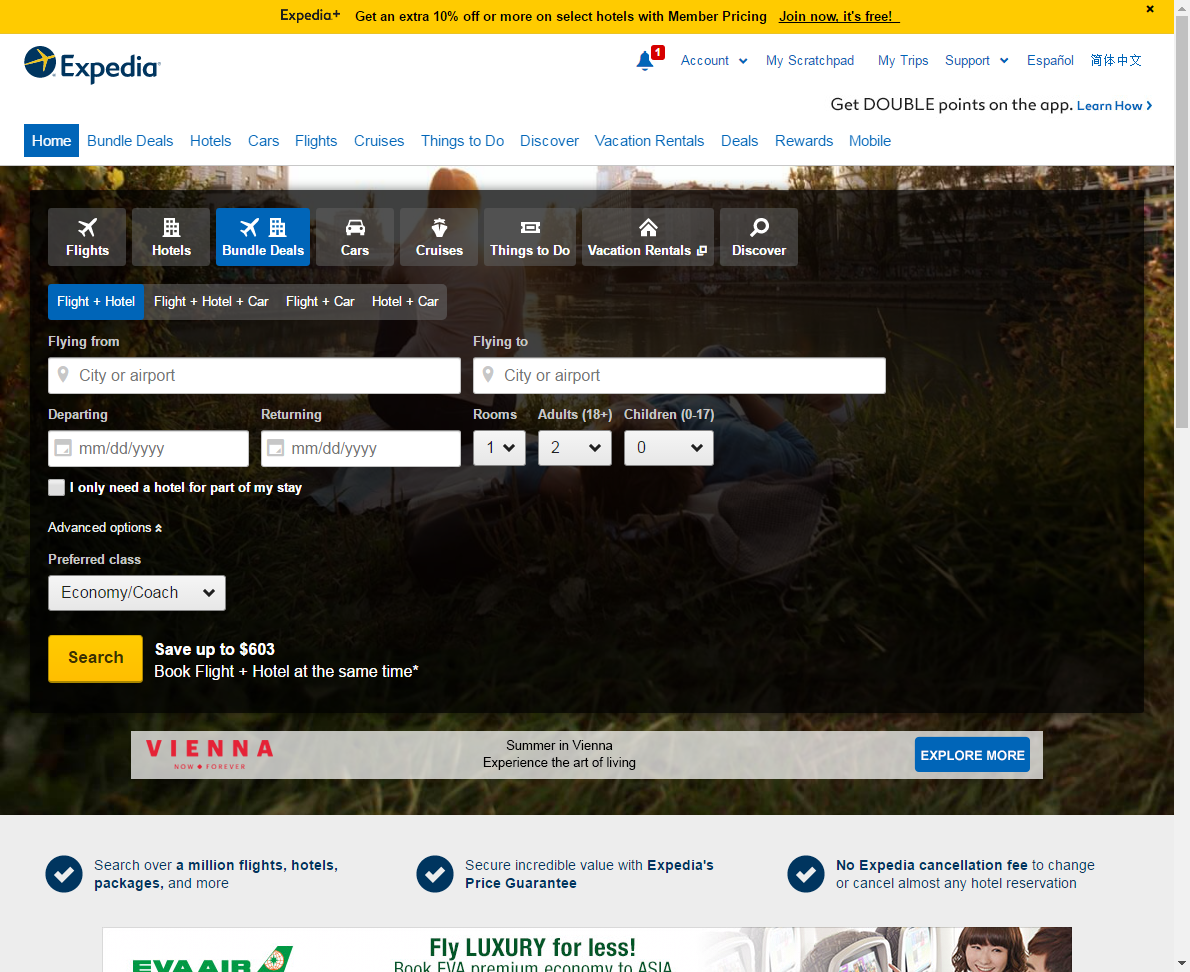 Expedia+ Get an extra 10% off or more on select hotels with Member Pricing Join now, it's free!
Expedia
1 Account My Scratchpad My Trips Support Español 简体中文
Get DOUBLE points on the app. Learn How
Home Bundle Deals Hotels Cars Flights Cruises Things to Do Discover Vacation Rentals Deals Rewards Mobile
Flights Hotels Bundle Deals Cars Cruises Things to Do Vacation Rentals Discover
Flight + Hotel Flight + Hotel + Car Flight + Car Hotel + Car
Flying from Flying to
City or airport City or airport
Departing Returning Rooms Adults (18+) Children (0-17)
mm/dd/yyyy mm/dd/yyyy 1 2 0
I only need a hotel for part of my stay
Advanced options
Preferred class
Economy/Coach
Search Save up to $603
Book Flight + Hotel at the same time*
VIENNA
NOW FOREVER
Summer in Vienna
Experience the art of living
EXPLORE MORE
Search over a million flights, hotels,
packages, and more
Secure incredible value with Expedia's
Price Guarantee
No Expedia cancellation fee to change
or cancel almost any hotel reservation
EVA AIR
Fly LUXURY for less!
Book EVA premium economy to ASIA